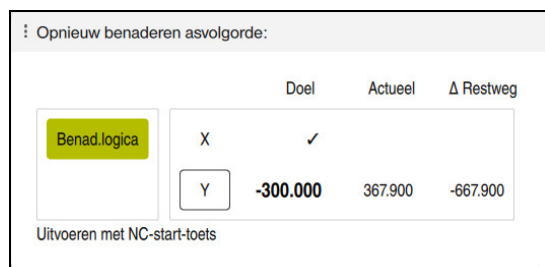 Opnieuw benaderen asvolgorde:
Doel Actueel Δ Restweg
Benad.logica X ✓
Y -300.000 367.900 -667.900
Uitvoeren met NC-start-toets